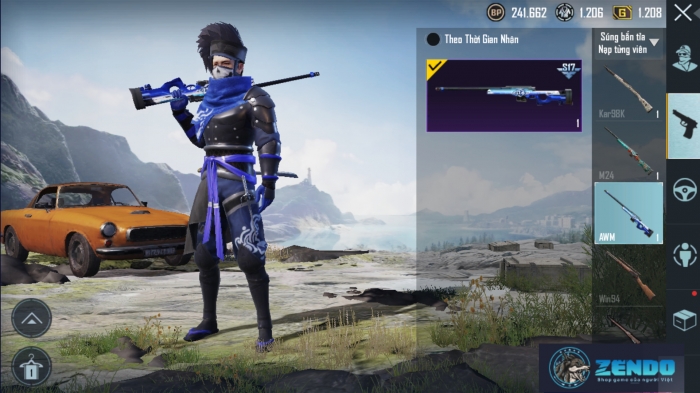 BP 241.662 1.206 G 1.208
Theo Thời Gian Nhận
Súng bắn tỉa
Nạp từng viên
S17
1
Kar98K
1
M24
1
AWM
1
Win94
ZENDO
Shop game của người Việt